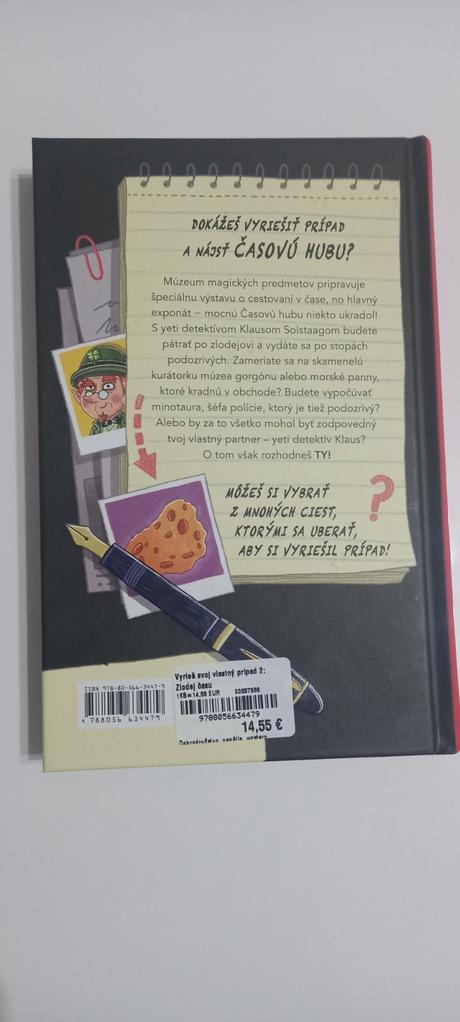 DOKÁŽEŠ VYRIEŠIŤ PRÍPAD
A NÁJSŤ ČASOVÚ HUBU?
Múzeum magických predmetov pripravuje
špeciálnu výstavu o cestovaní v čase, no hlavný
exponát – mocnú Časovú hubu niekto ukradol!
S yeti detektívom Klausom Solstaagom budete
pátrať po zlodejovi a vydáte sa po stopách
podozrivých. Zameriate sa na skamenelú
kurátorku múzea gorgónu alebo morské panny,
ktoré kradnú v obchode? Budete vypočúvať
minotaura, šéfa polície, ktorý je tiež podozrivý?
Alebo by za to všetko mohol byť zodpovedný
tvoj vlastný partner – yeti detektív Klaus?
O tom však rozhodneš TY!
MÔŽEŠ SI VYBRAŤ
Z MNOHÝCH CIEST,
KTORÝMI SA UBERAŤ,
ABY SI VYRIEŠIL PRÍPAD!
?
ISBN 978-80-566-3447-9
9 788056 634479
Vyrieš svoj vlastný prípad 2:
Zlodej času
1KS=14,55 EUR
9788056634479
14,55 €